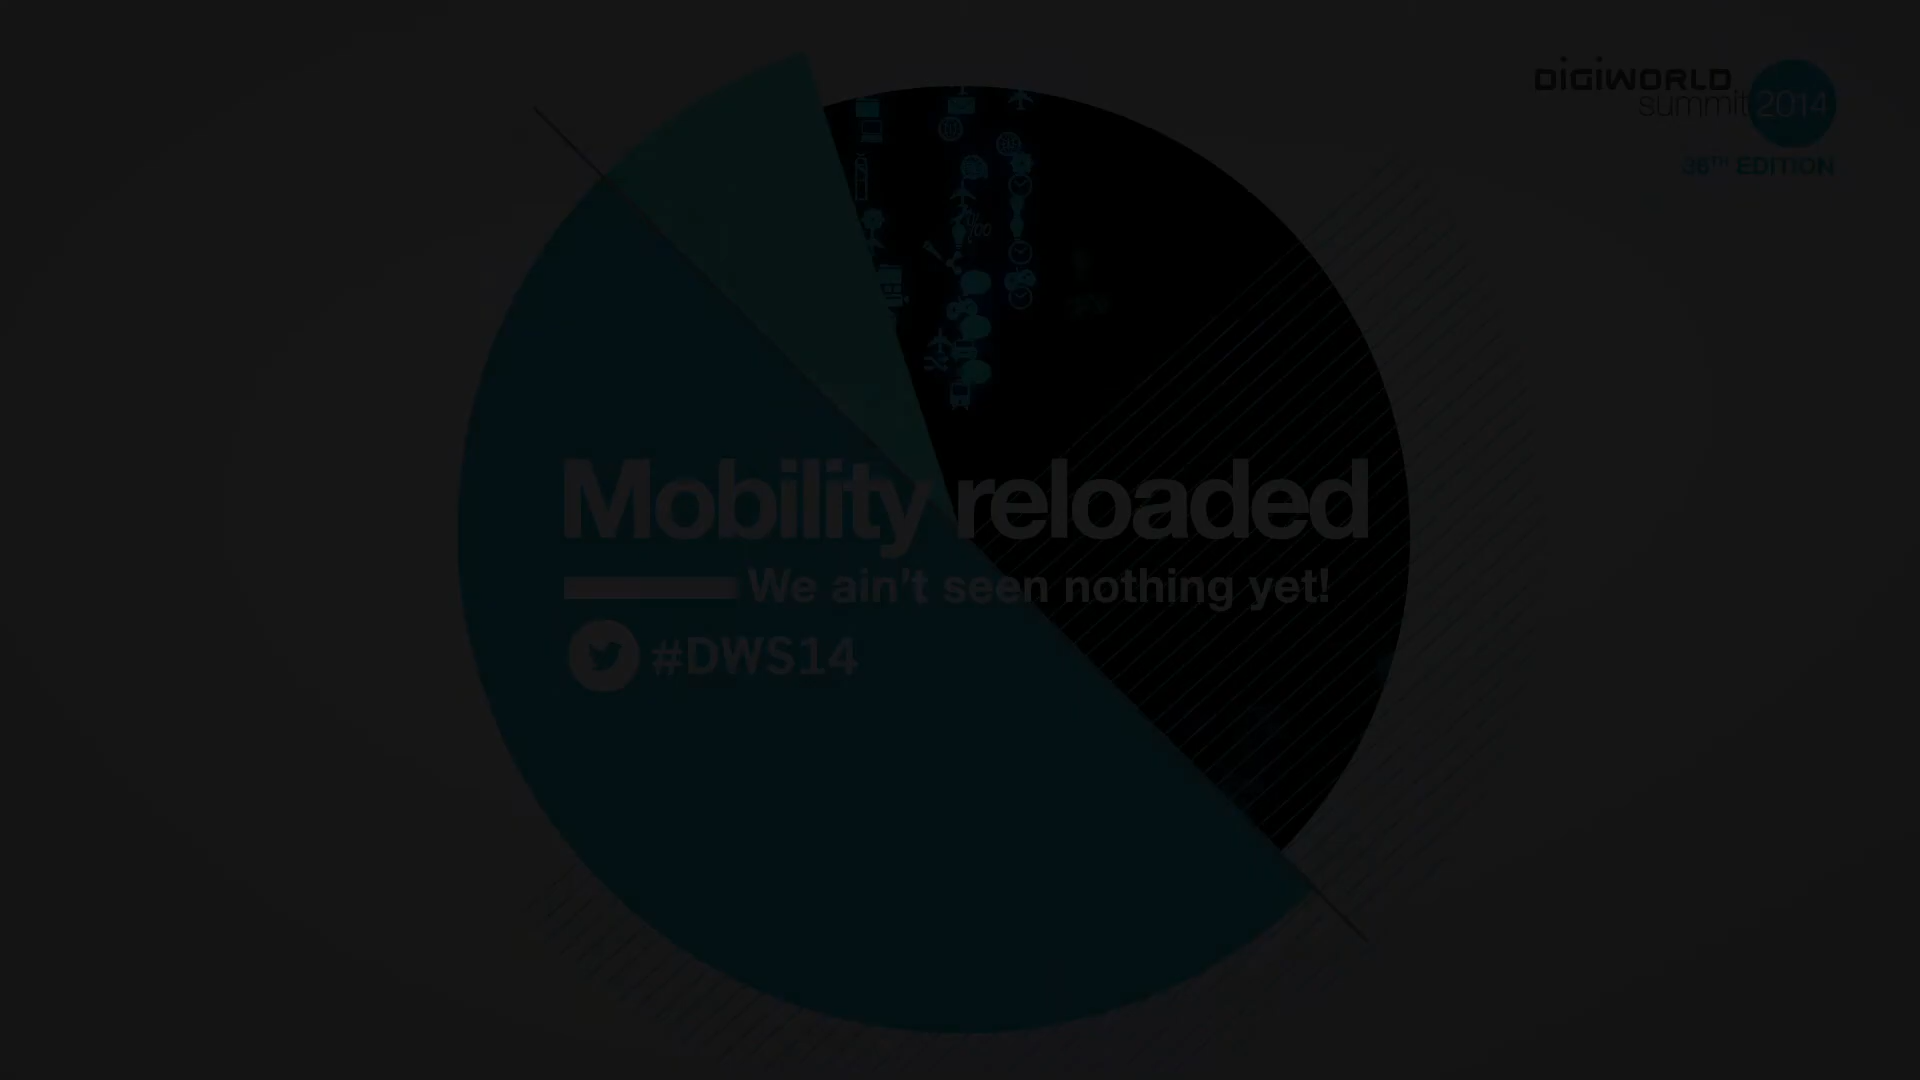 DIGIWORLD
summit 2014
36TH EDITION
Mobility reloaded
We ain't seen nothing yet!
#DWS14